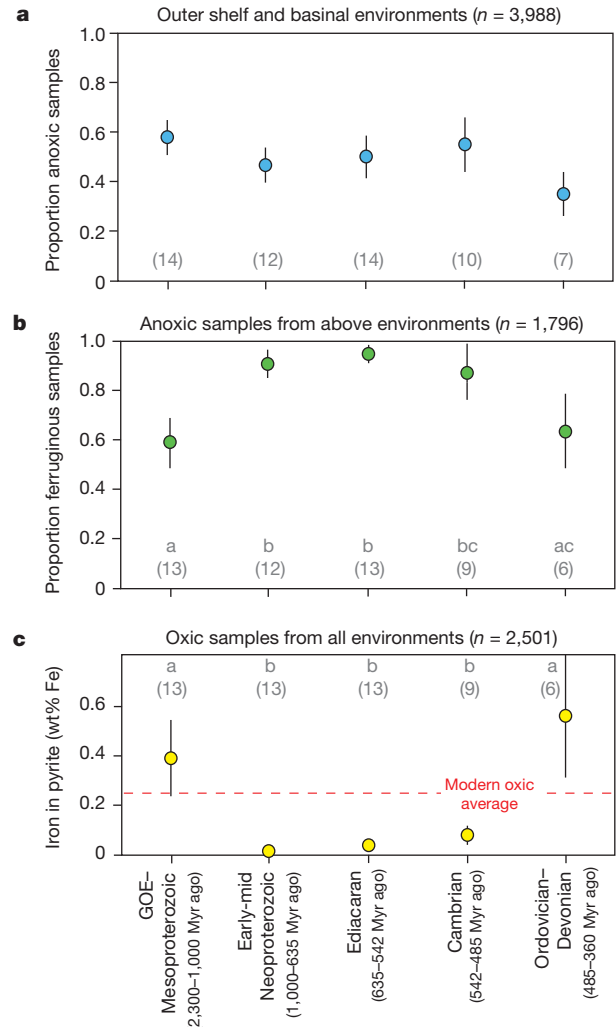 a
Outer shelf and basinal environments (n = 3,988)
Proportion anoxic samples
1.0
0.8
0.6
0.4
0.2
0
(14) (12) (14) (10) (7)
b
Anoxic samples from above environments (n = 1,796)
Proportion ferruginous samples
1.0
0.8
0.6
0.4
0.2
0
a b b bc ac
(13) (12) (13) (9) (6)
c
Oxic samples from all environments (n = 2,501)
Iron in pyrite (wt% Fe)
a b b b a
(13) (13) (13) (9) (6)
0.6
0.4
0.2
0
Modern oxic
average
GOE–
Mesoproterozoic
2,300–1,000 Myr ago)
Early-mid
Neoproterozoic
(1,000–635 Myr ago)
Ediacaran
(635–542 Myr ago)
Cambrian
(542–485 Myr ago)
Ordovician–
Devonian
(485–360 Myr ago)